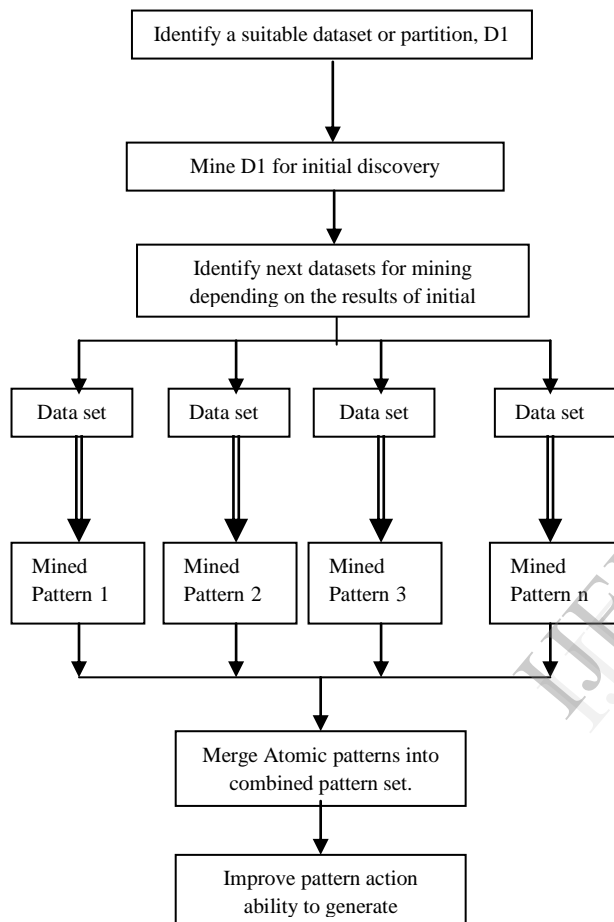 Identify a suitable dataset or partition, D1
Mine D1 for initial discovery
Identify next datasets for mining
depending on the results of initial
Data set
Data set
Data set
Data set
Mined
Pattern 1
Mined
Pattern 2
Mined
Pattern 3
Mined
Pattern n
Merge Atomic patterns into
combined pattern set.
Improve pattern action
ability to generate